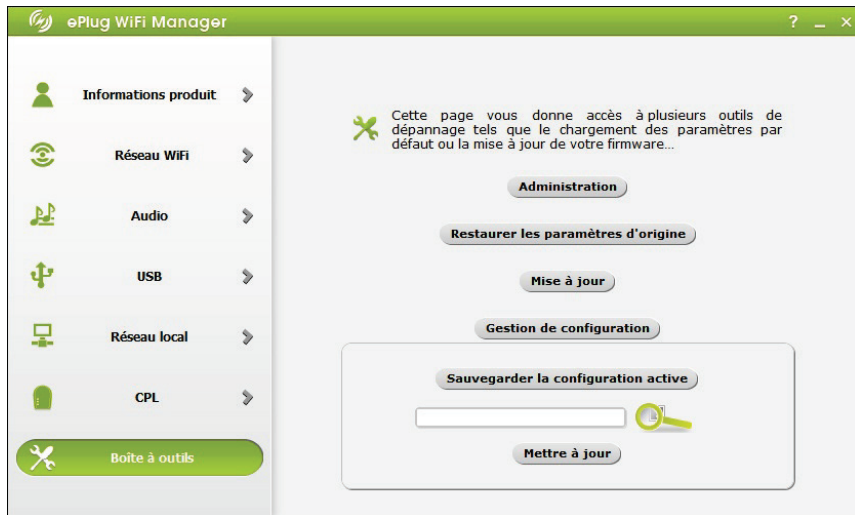 ePlug WiFi Manager
? _ ×
Informations produit
Réseau WiFi
Audio
USB
Réseau local
CPL
Boîte à outils
Cette page vous donne accès à plusieurs outils de
dépannage tels que le chargement des paramètres par
défaut ou la mise à jour de votre firmware...
Administration
Restaurer les paramètres d'origine
Mise à jour
Gestion de configuration
Sauvegarder la configuration active
Mettre à jour